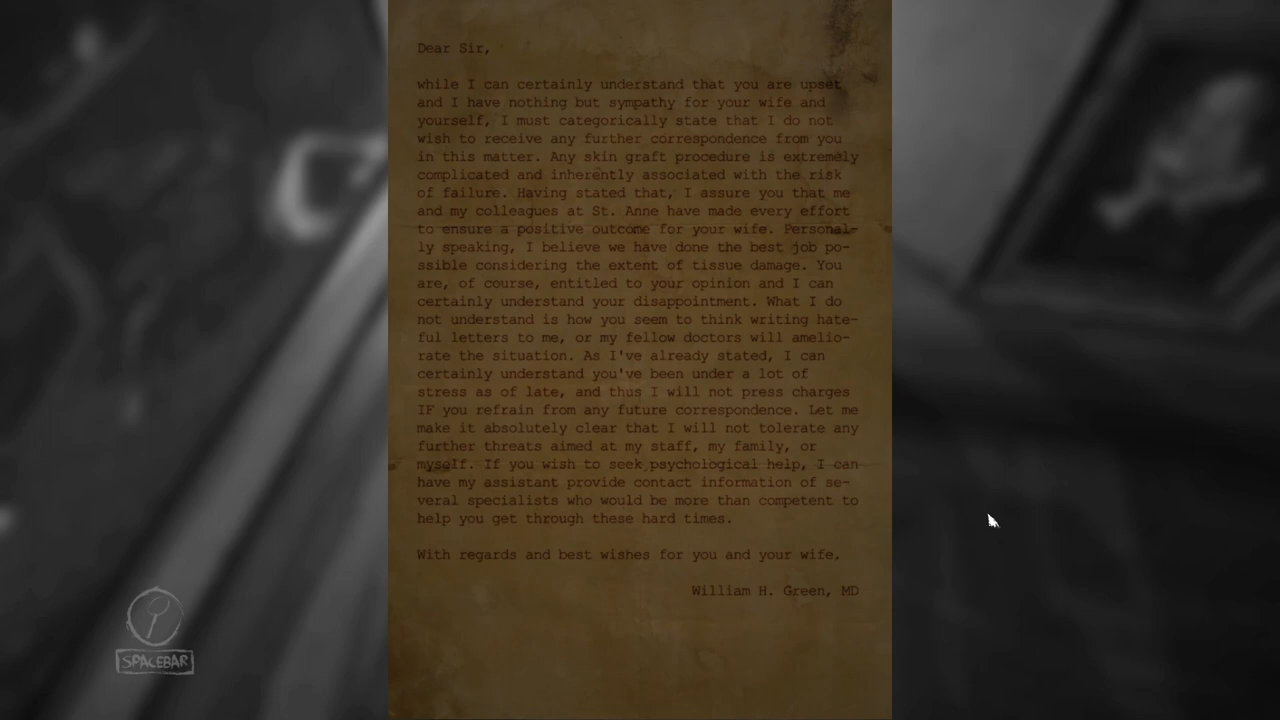 Dear Sir,
while I can certainly understand that you are upset
and I have nothing but sympathy for your wife and
yourself, I must categorically state that I do not
wish to receive any further correspondence from you
in this matter. Any skin graft procedure is extremely
complicated and inherently associated with the risk
of failure. Having stated that, I assure you that me
and my colleagues at St. Anne have made every effort
to ensure a positive outcome for your wife. Personal-
ly speaking, I believe we have done the best job po-
ssible considering the extent of tissue damage. You
are, of course, entitled to your opinion and I can
certainly understand your disappointment. What I do
not understand is how you seem to think writing hate-
ful letters to me, or my fellow doctors will amelio-
rate the situation. As I've already stated, I can
certainly understand you've been under a lot of
stress as of late, and thus I will not press charges
IF you refrain from any future correspondence. Let me
make it absolutely clear that I will not tolerate any
further threats aimed at my staff, my family, or
myself. If you wish to seek psychological help, I can
have my assistant provide contact information of se-
veral specialists who would be more than competent to
help you get through these hard times.
With regards and best wishes for you and your wife.
William H. Green, MD
SPACEBAR